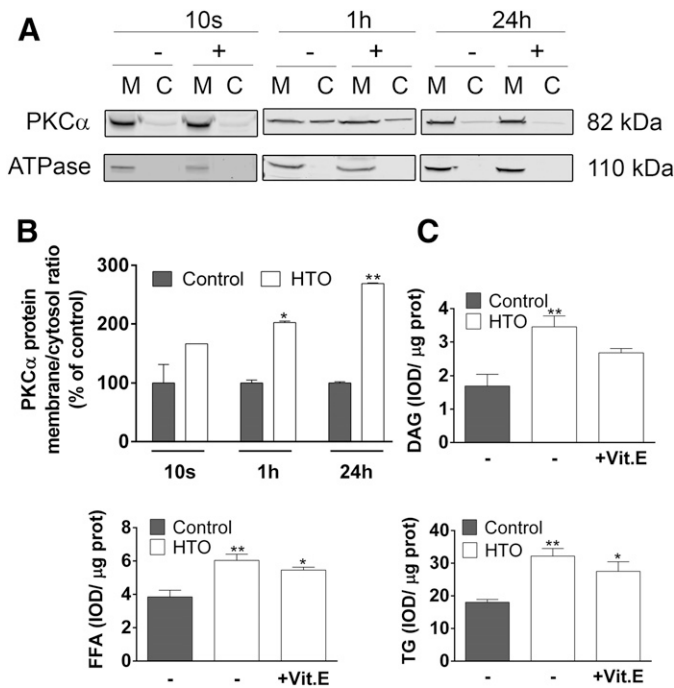 A
10s 1h 24h
- + - + - +
M C M C M C M C M C M C
PKCα 82 kDa
ATPase 110 kDa
B
PKCα protein
membrane/cytosol ratio
(% of control)
300
200
100
0
Control HTO
*
**
10s 1h 24h
C
DAG (IOD/ µg prot)
4
3
2
1
0
Control
HTO
**
- - +Vit.E
FFA (IOD/ µg prot)
8
6
4
2
0
Control
HTO
**
*
- - +Vit.E
TG (IOD/ µg prot)
40
30
20
10
0
Control
HTO
**
*
- - +Vit.E